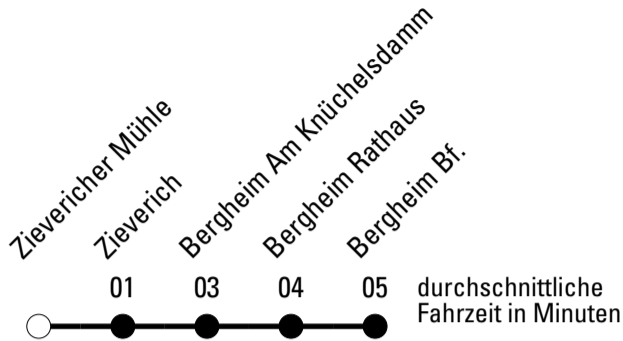 Zievericher Mühle
Zieverich
Bergheim Am Knüchelsdamm
Bergheim Rathaus
Bergheim Bf.
01 03 04 05
durchschnittliche
Fahrzeit in Minuten